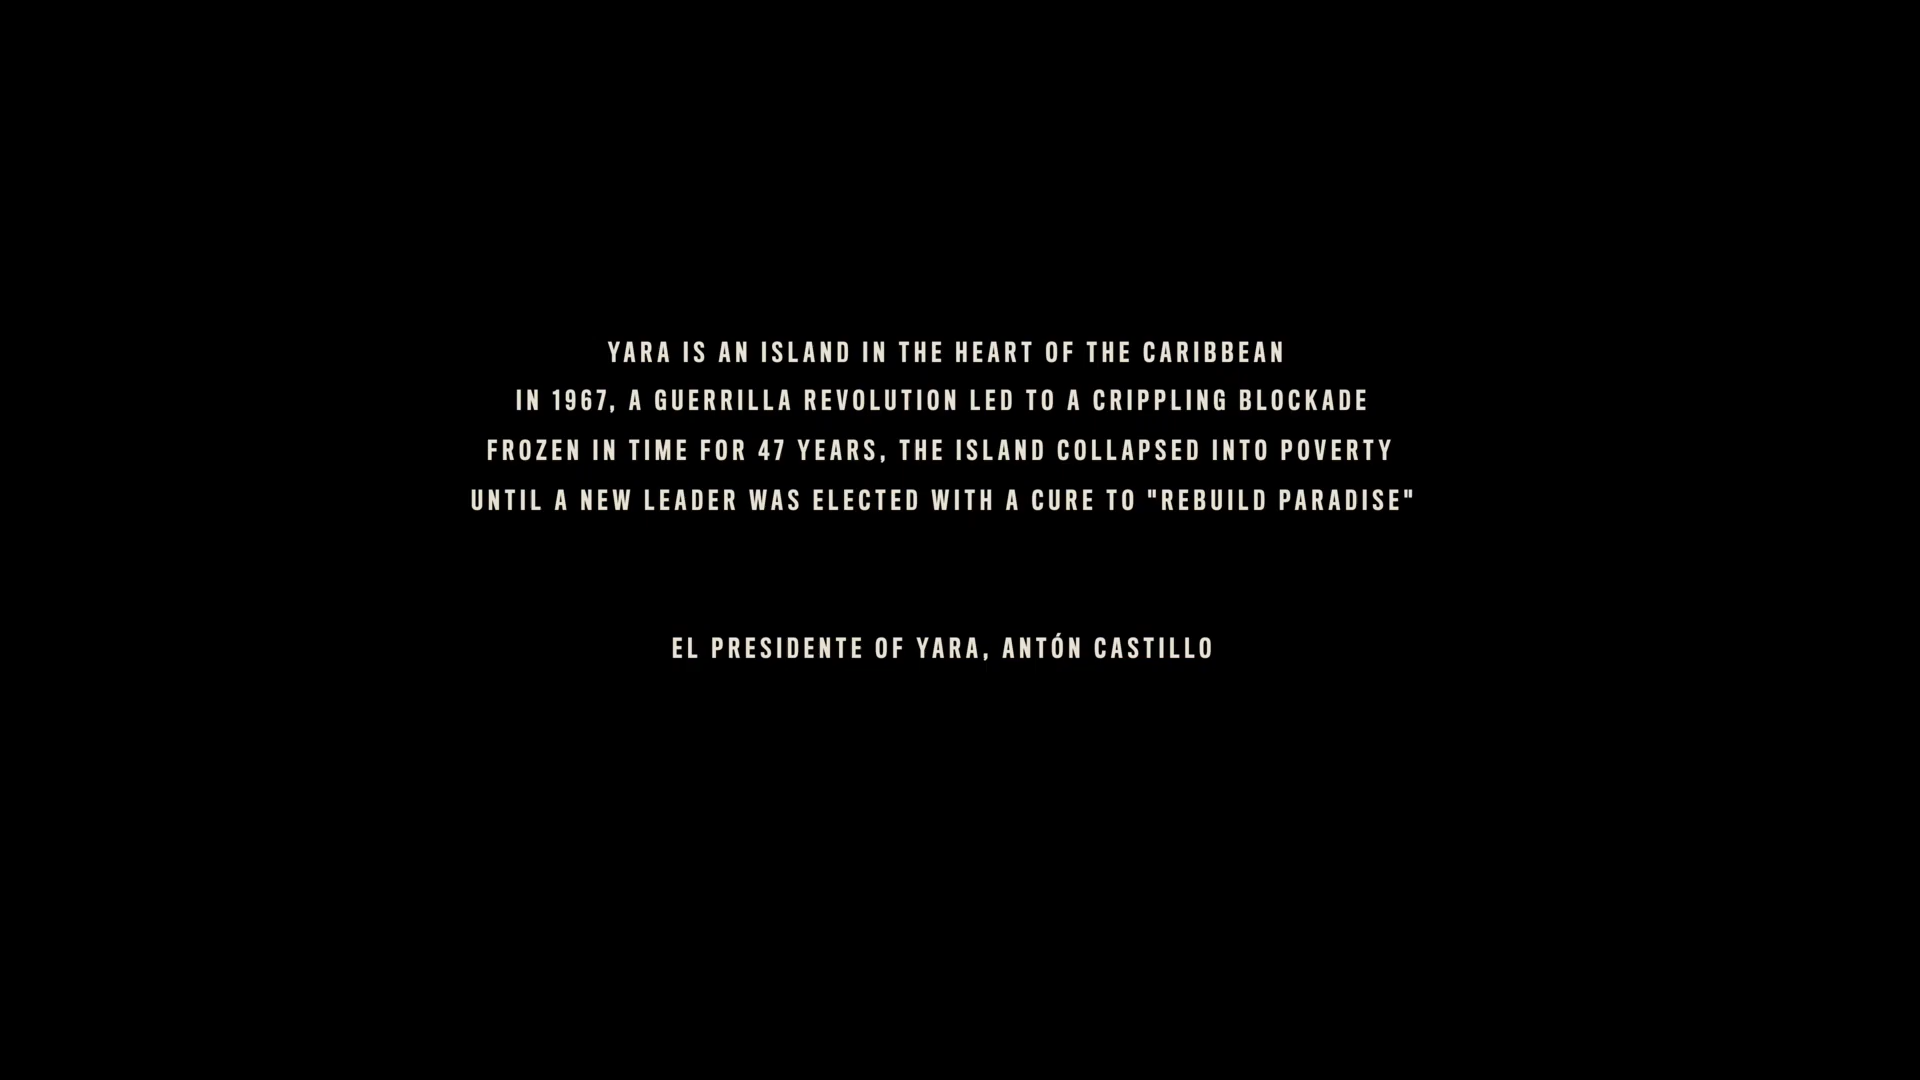 YARA IS AN ISLAND IN THE HEART OF THE CARIBBEAN
IN 1967, A GUERRILLA REVOLUTION LED TO A CRIPPLING BLOCKADE
FROZEN IN TIME FOR 47 YEARS, THE ISLAND COLLAPSED INTO POVERTY
UNTIL A NEW LEADER WAS ELECTED WITH A CURE TO "REBUILD PARADISE"
EL PRESIDENTE OF YARA, ANTÓN CASTILLO